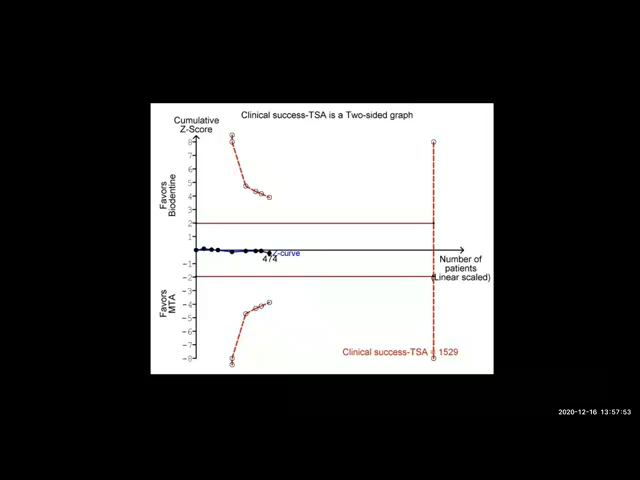 Clinical success-TSA is a Two-sided graph
Cumulative
Z-Score
8
7
6
5
4
3
2
1
-1
-2
-3
-4
-5
-6
-7
-8
Favors
Biodentine
Favors
MTA
Z-curve
4/4
Number of
patients
(Linear scaled)
Clinical success-TSA = 1529
2020-12-16 13:57:53